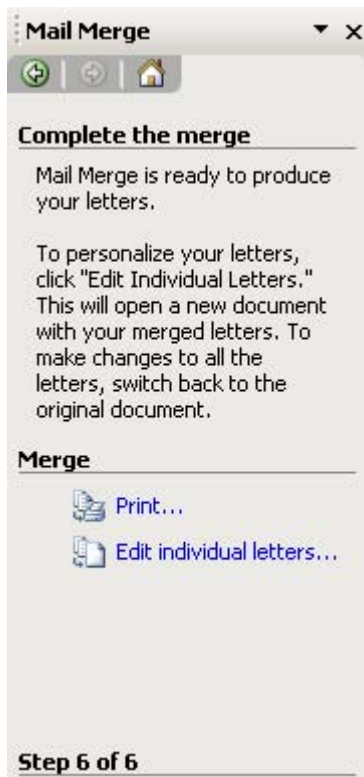 Mail Merge
Complete the merge
Mail Merge is ready to produce
your letters.
To personalize your letters,
click "Edit Individual Letters."
This will open a new document
with your merged letters. To
make changes to all the
letters, switch back to the
original document.
Merge
Print...
Edit individual letters...
Step 6 of 6